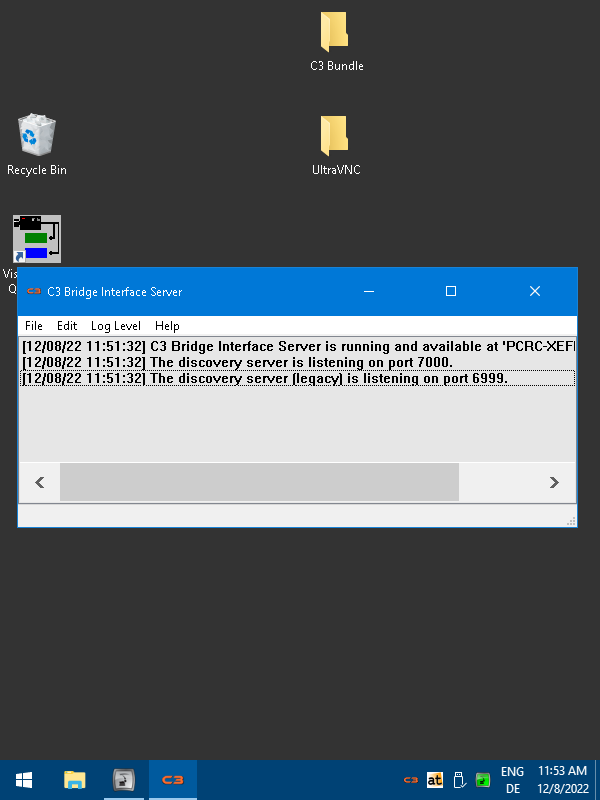 C3 Bundle
Recycle Bin
UltraVNC
Vis
Q
C3 Bridge Interface Server
File Edit Log Level Help
[12/08/22 11:51:32] C3 Bridge Interface Server is running and available at 'PCRC-XEF
[12/08/22 11:51:32] The discovery server is listening on port 7000.
[12/08/22 11:51:32] The discovery server (legacy) is listening on port 6999.
C3
C3
at
ENG
DE
11:53 AM
12/8/2022